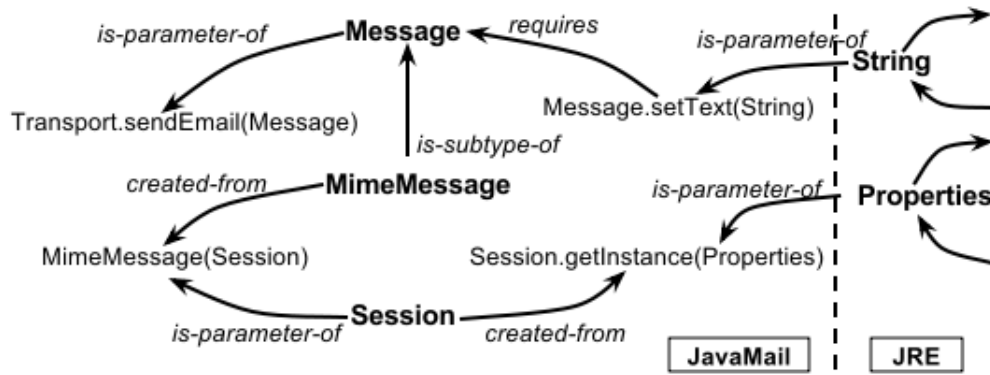 is-parameter-of Message requires is-parameter-of
String
Transport.sendEmail(Message) Message.setText(String)
is-subtype-of
created-from MimeMessage is-parameter-of Properties
MimeMessage(Session) Session.getInstance(Properties)
is-parameter-of Session created-from
JavaMail JRE